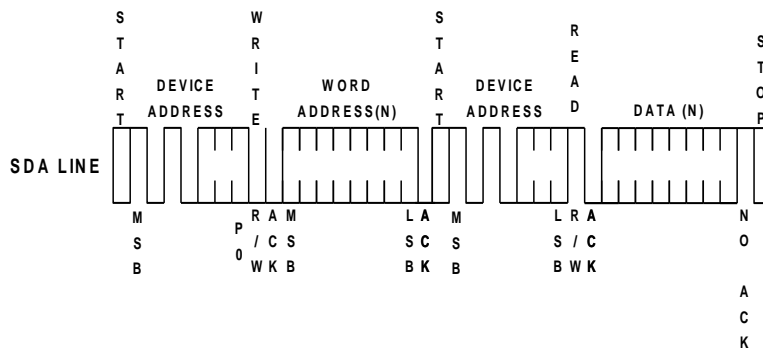 START
WRITE
START
READ
STOP
DEVICE
ADDRESS
WORD
ADDRESS(N)
DEVICE
ADDRESS
DATA (N)
SDA LINE
MSB
P0
R/W
ACK
MSB
LSB
ACK
MSB
LSB
R/W
ACK
NO ACK